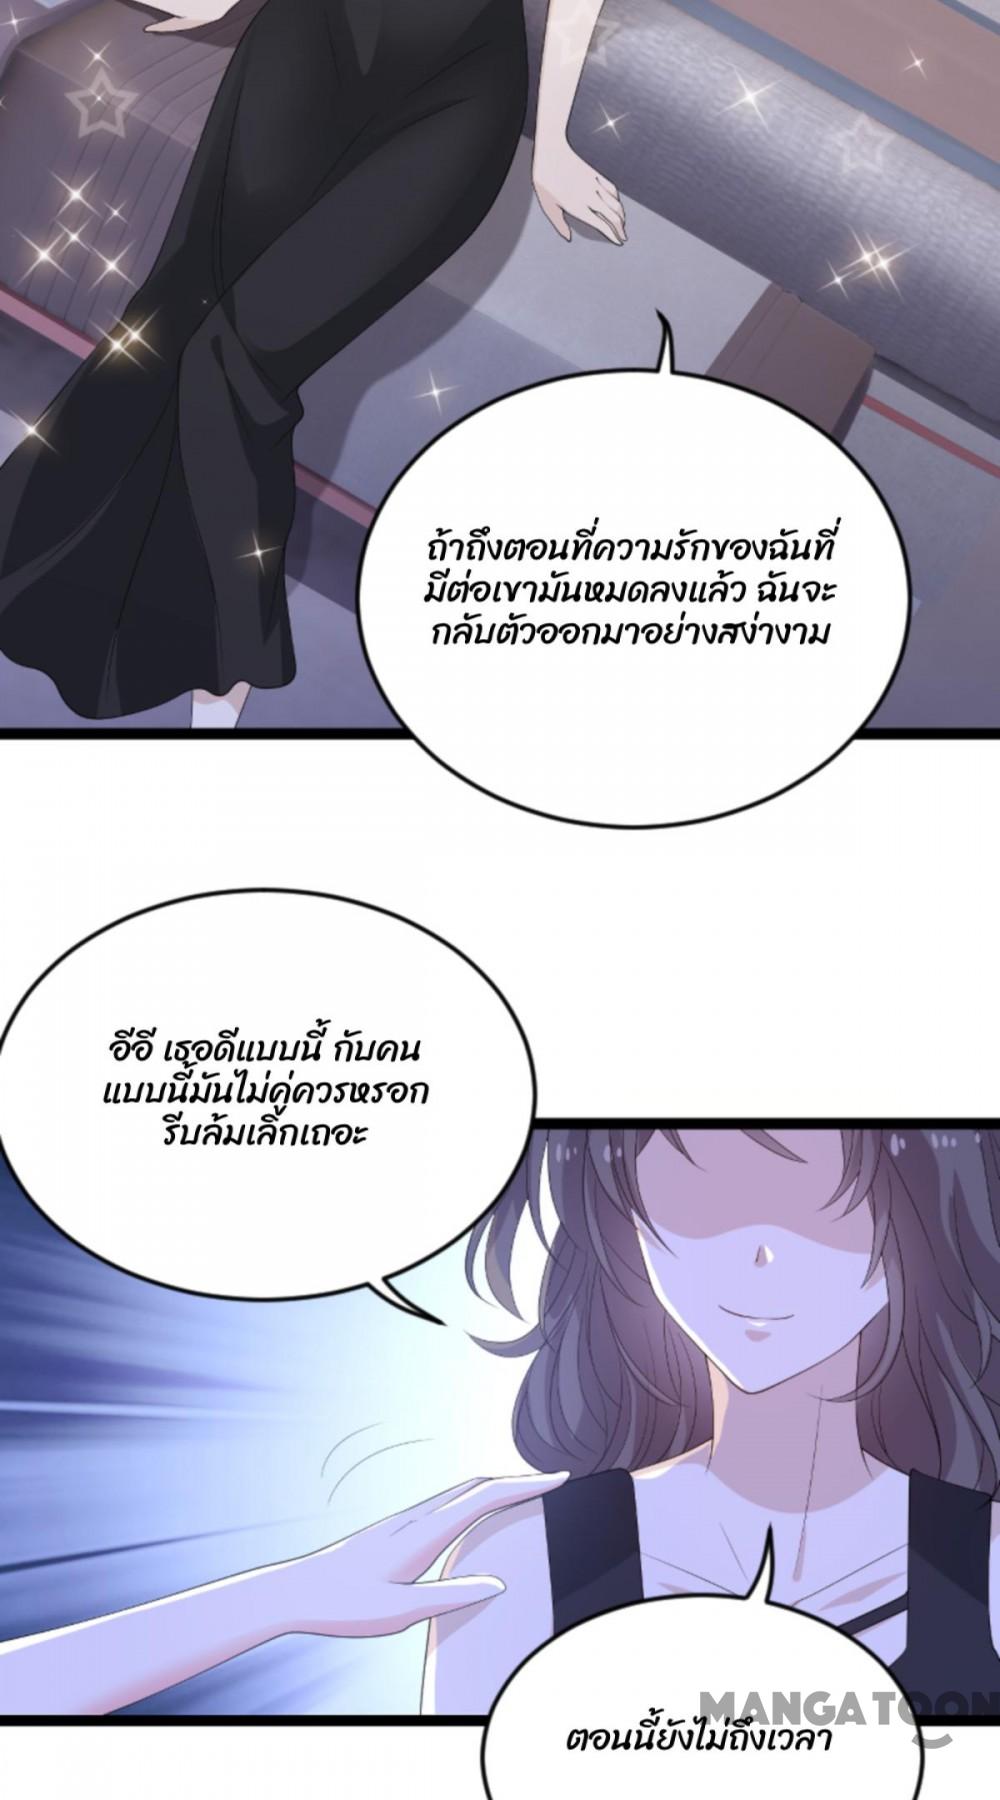 ถ้าถึงตอนที่ความรักของฉันที่
มีต่อเขามันหมดลงแล้ว ฉันจะ
กลับตัวออกมาอย่างสง่างาม
อีอี เธอดีแบบนี้ กับคน
แบบนี้มันไม่คู่ควรหรอก
รีบล้มเลิกเถอะ
MANGATOON
ตอนนี้ยังไม่ถึงเวลา